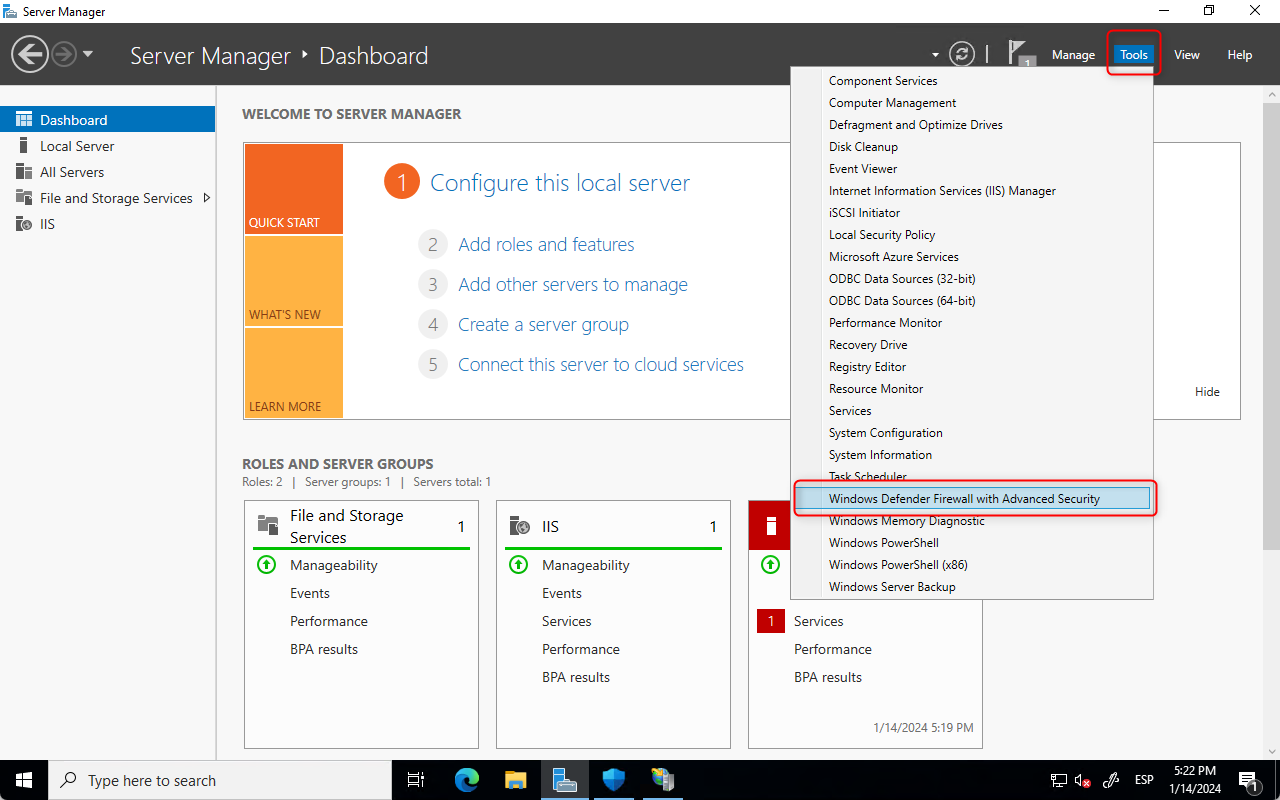 Server Manager
Server Manager ‣ Dashboard
1
Manage
Tools
View
Help
Dashboard
Local Server
All Servers
File and Storage Services
IIS
WELCOME TO SERVER MANAGER
QUICK START
WHAT'S NEW
LEARN MORE
1 Configure this local server
2 Add roles and features
3 Add other servers to manage
4 Create a server group
5 Connect this server to cloud services
Hide
Component Services
Computer Management
Defragment and Optimize Drives
Disk Cleanup
Event Viewer
Internet Information Services (IIS) Manager
iSCSI Initiator
Local Security Policy
Microsoft Azure Services
ODBC Data Sources (32-bit)
ODBC Data Sources (64-bit)
Performance Monitor
Recovery Drive
Registry Editor
Resource Monitor
Services
System Configuration
System Information
Task Scheduler
Windows Defender Firewall with Advanced Security
Windows Memory Diagnostic
Windows PowerShell
Windows PowerShell (x86)
Windows Server Backup
ROLES AND SERVER GROUPS
Roles: 2 | Server groups: 1 | Servers total: 1
File and Storage
Services
1
Manageability
Events
Performance
BPA results
IIS 1
Manageability
Events
Services
Performance
BPA results
1 Services
Performance
BPA results
1/14/2024 5:19 PM
Type here to search
ESP
5:22 PM
1/14/2024
1